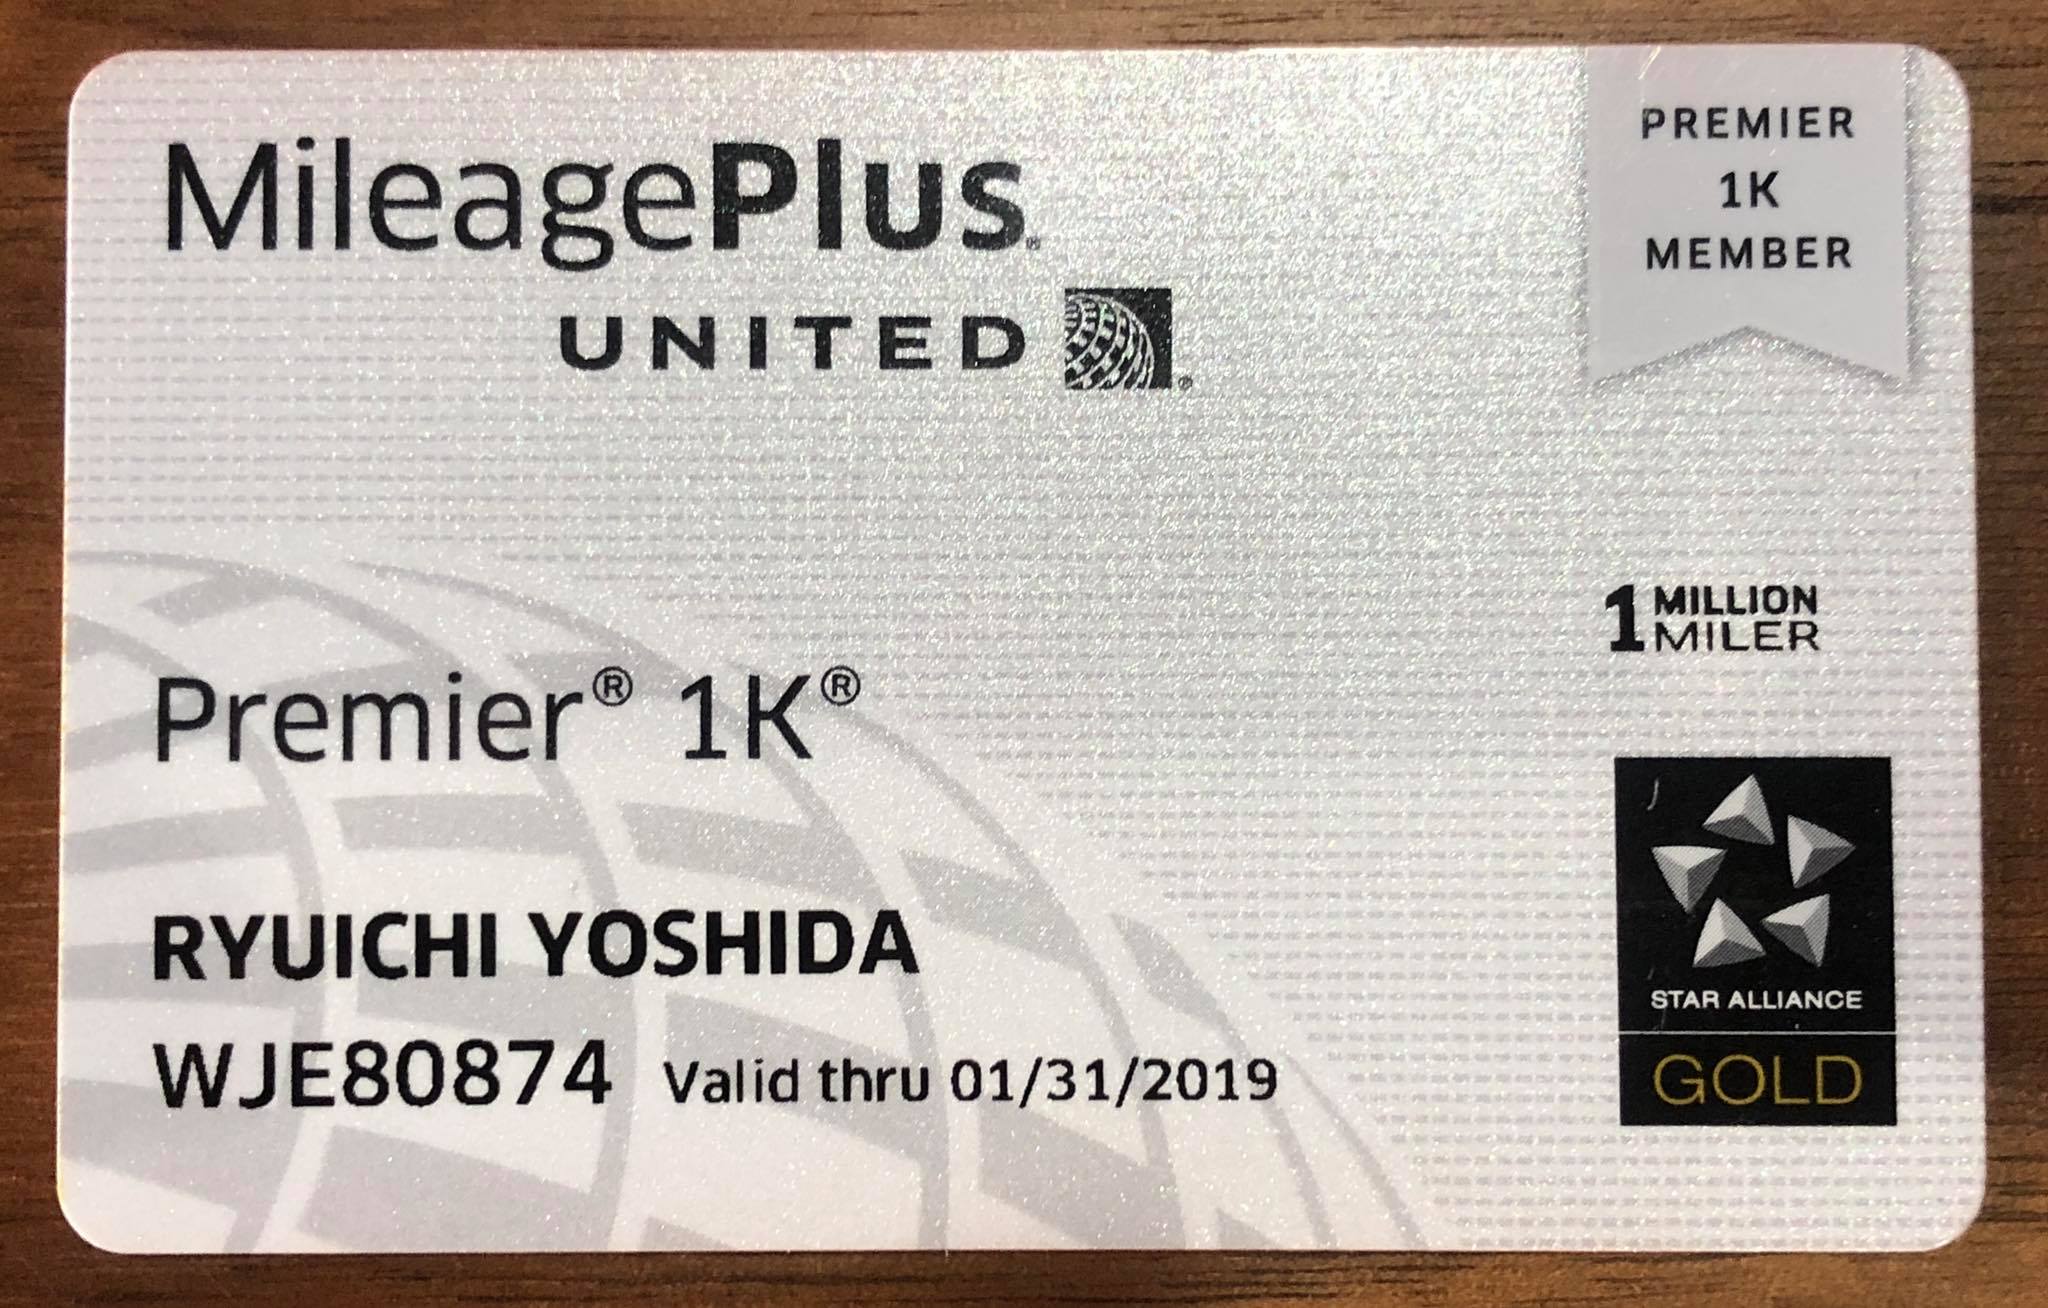 MileagePlus®
UNITED ®
PREMIER
1K
MEMBER
1 MILLION
MILER
Premier® 1K®
RYUICHI YOSHIDA
WJE80874 Valid thru 01/31/2019
STAR ALLIANCE
GOLD